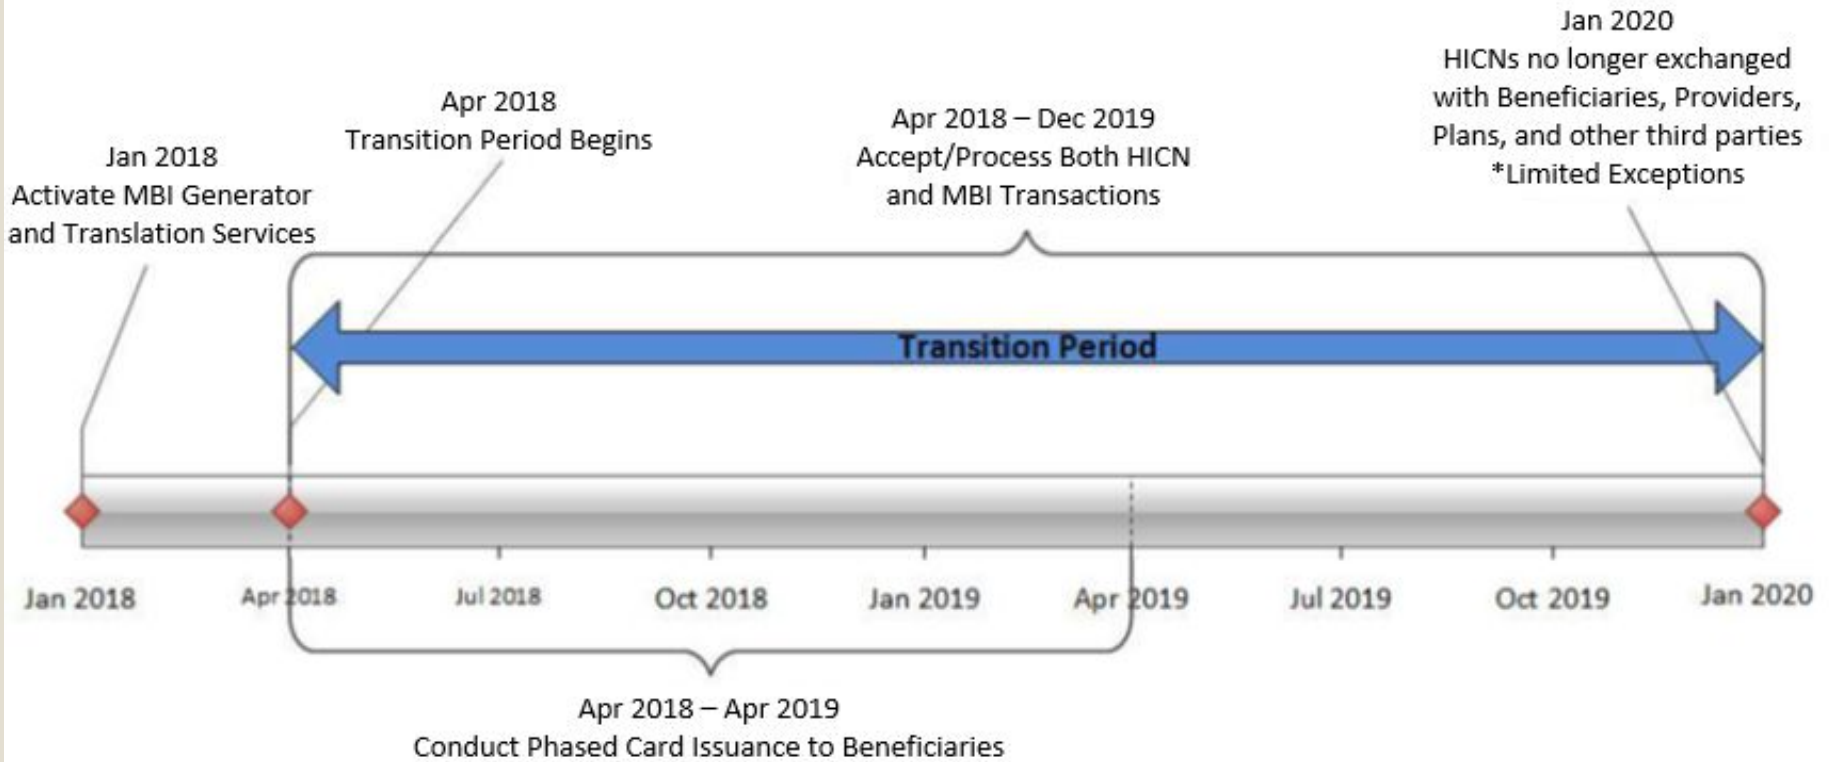 Jan 2020
HICNs no longer exchanged
with Beneficiaries, Providers,
Plans, and other third parties
*Limited Exceptions
Apr 2018
Transition Period Begins
Apr 2018 – Dec 2019
Accept/Process Both HICN
and MBI Transactions
Jan 2018
Activate MBI Generator
and Translation Services
Transition Period
Jan 2018 Apr 2018 Jul 2018 Oct 2018 Jan 2019 Apr 2019 Jul 2019 Oct 2019 Jan 2020
Apr 2018 – Apr 2019
Conduct Phased Card Issuance to Beneficiaries